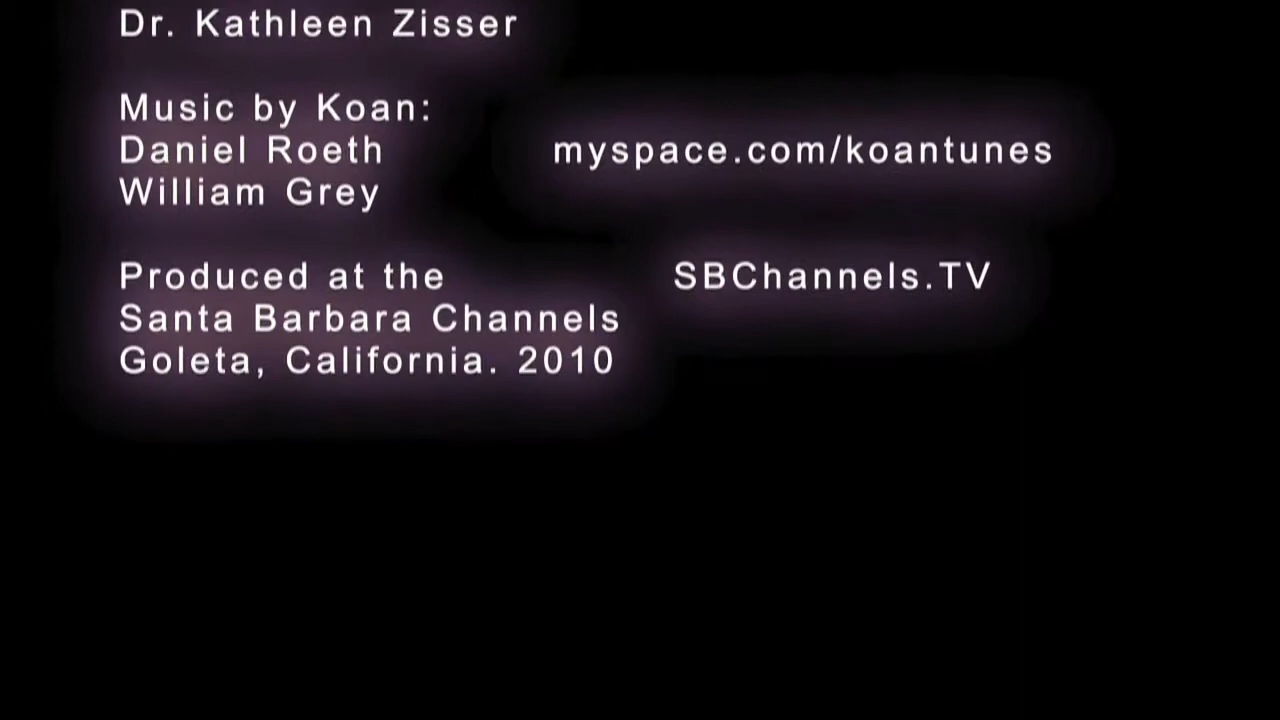 Dr. Kathleen Zisser
Music by Koan:
Daniel Roeth myspace.com/koantunes
William Grey
Produced at the SBChannels.TV
Santa Barbara Channels
Goleta, California. 2010